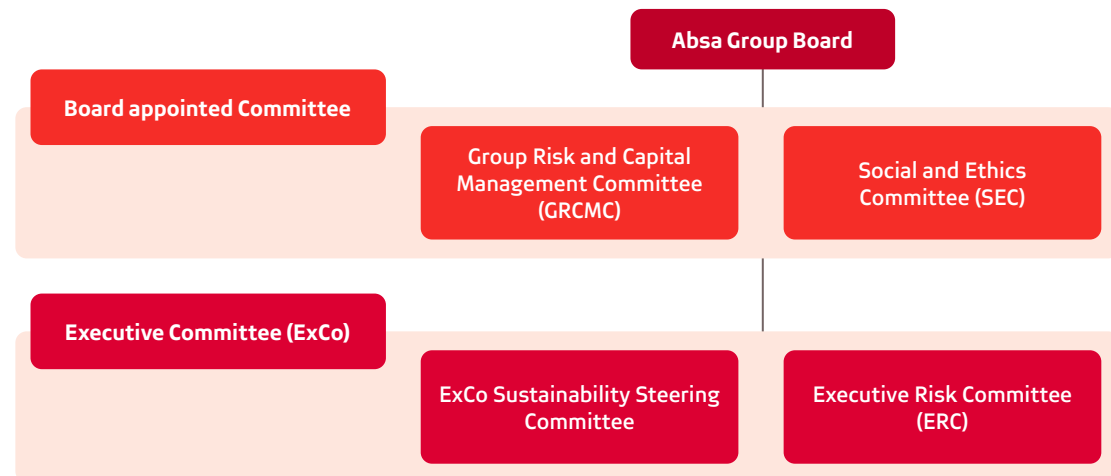 Absa Group Board
Board appointed Committee
Group Risk and Capital
Management Committee
(GRCMC)
Social and Ethics
Committee (SEC)
Executive Committee (ExCo)
ExCo Sustainability Steering
Committee
Executive Risk Committee
(ERC)